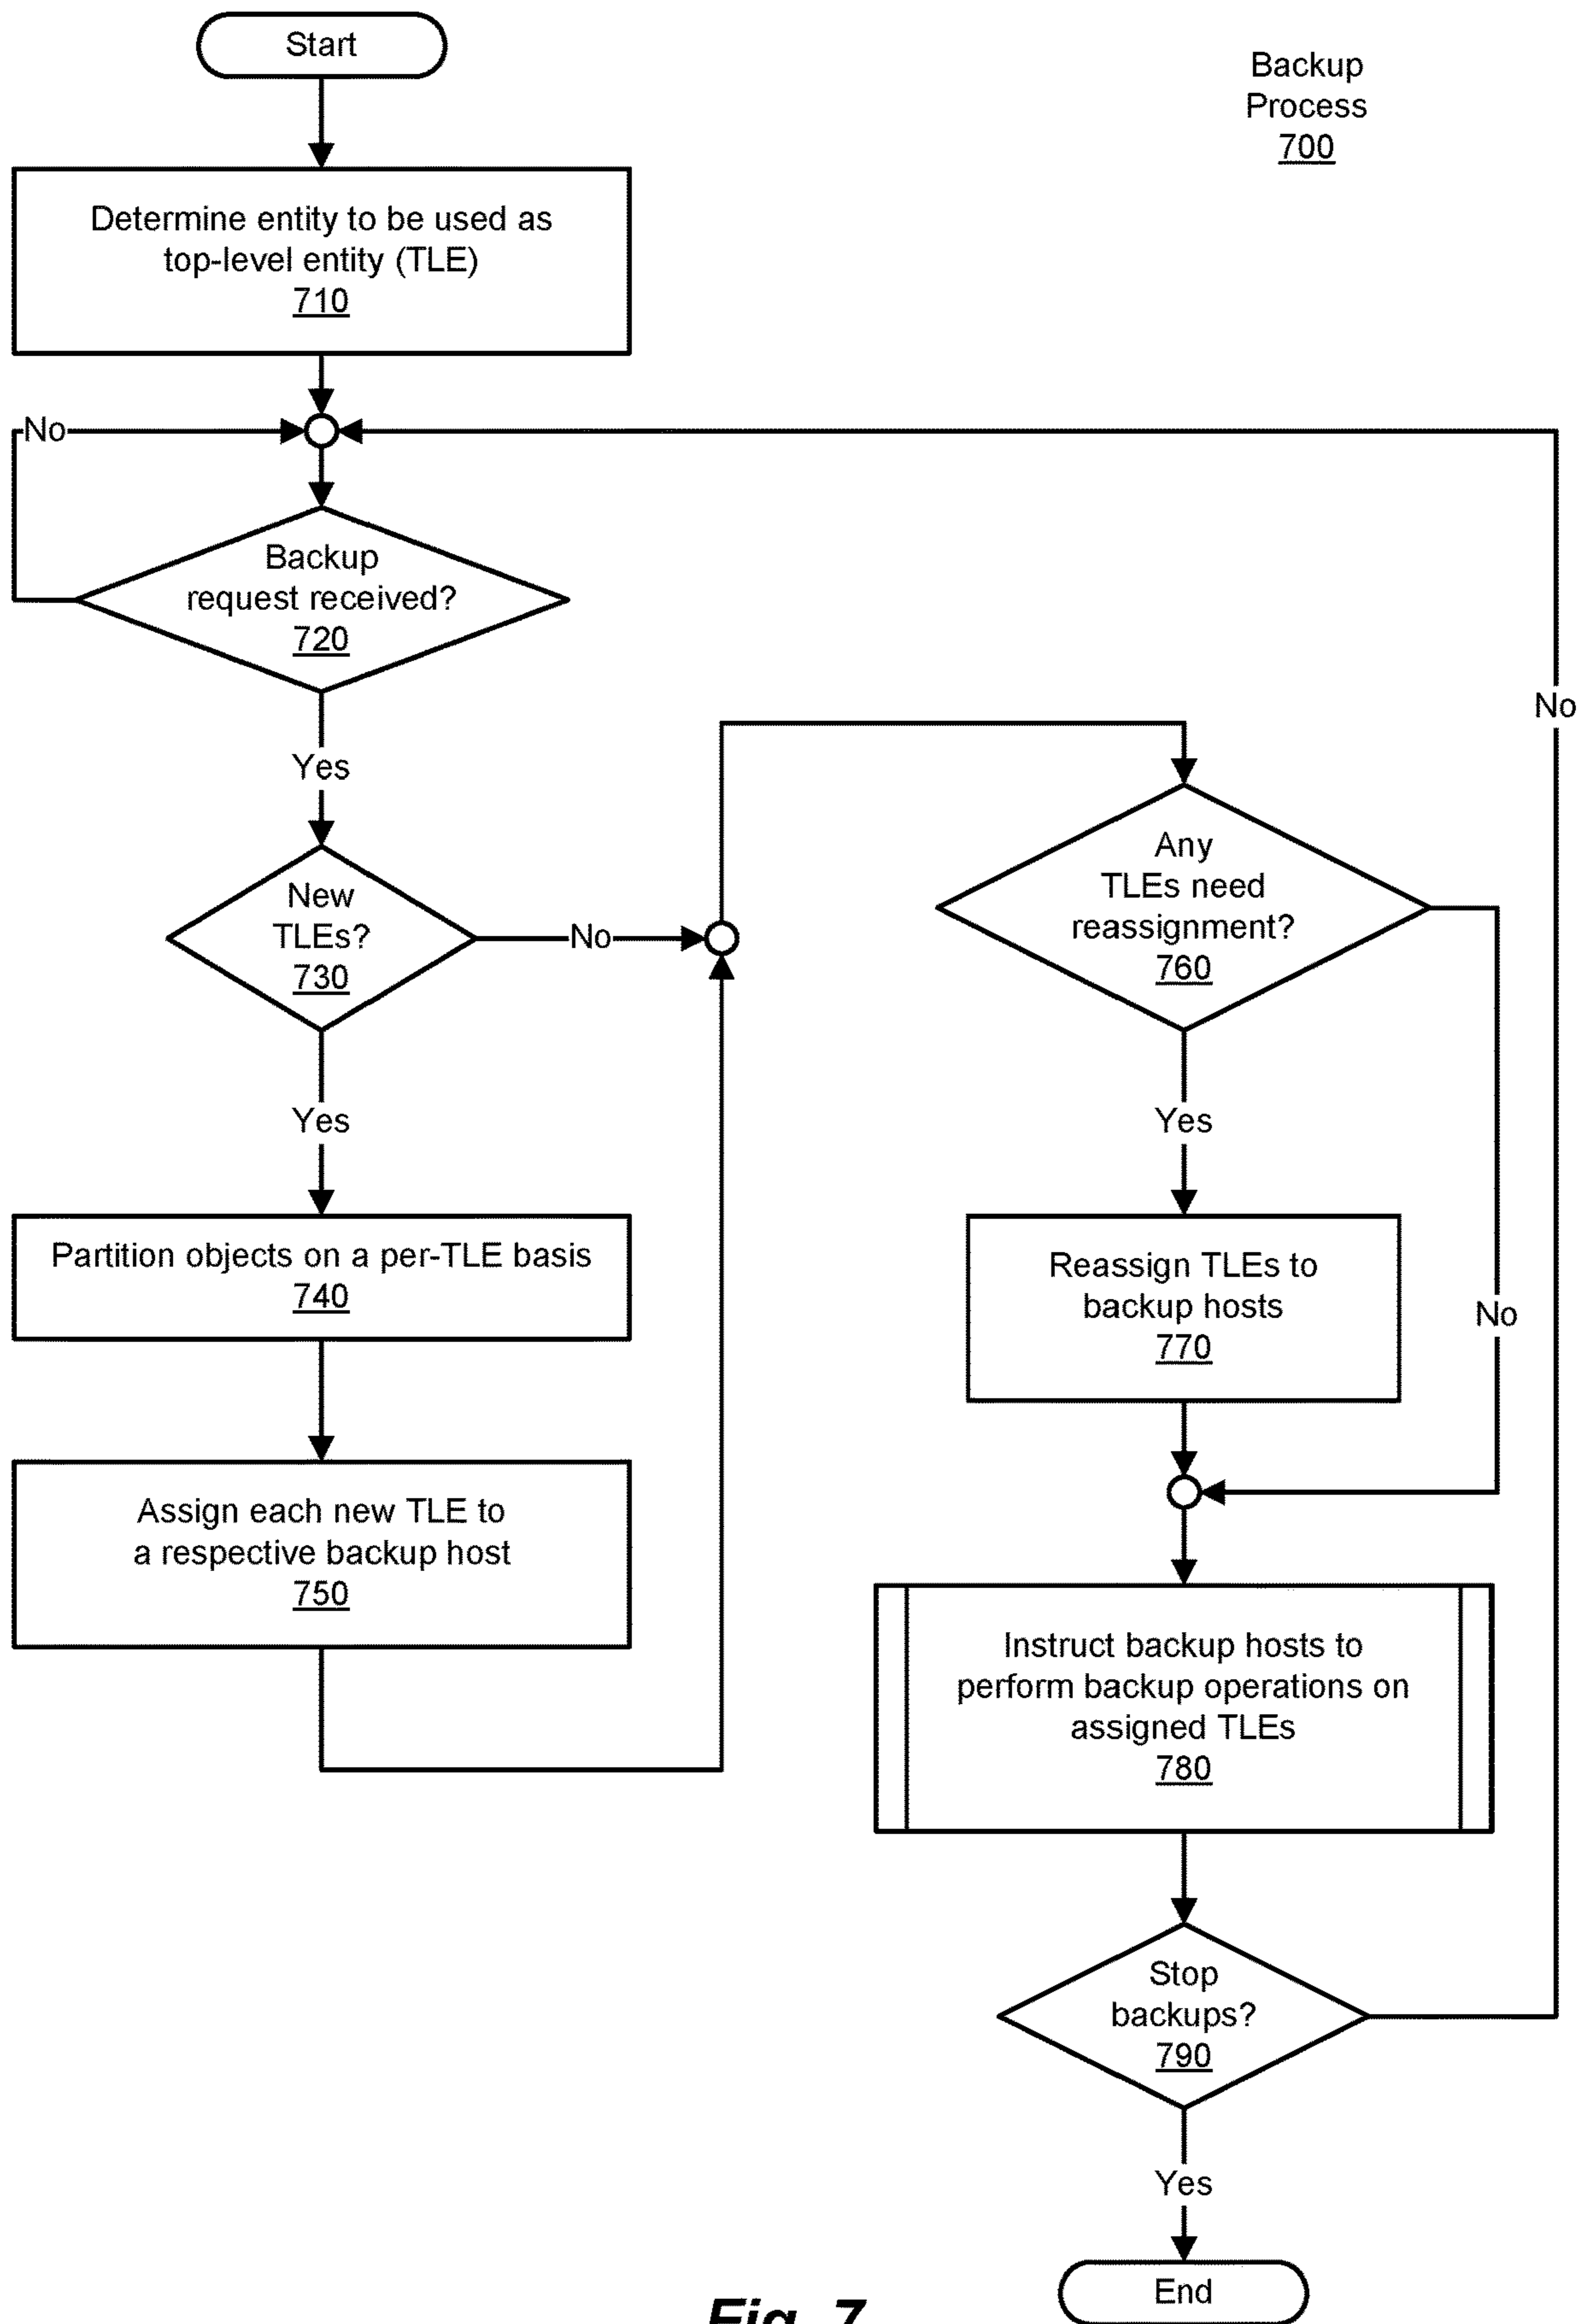 Start
Backup
Process
700
Determine entity to be used as
top-level entity (TLE)
710
No
Backup
request received?
720
No
Yes
New
TLEs?
730
No
Any
TLEs need
reassignment?
760
Yes
Yes
Partition objects on a per-TLE basis
740
Reassign TLEs to
backup hosts
770
No
Assign each new TLE to
a respective backup host
750
Instruct backup hosts to
perform backup operations on
assigned TLEs
780
Stop
backups?
790
Yes
End
Fig. 7